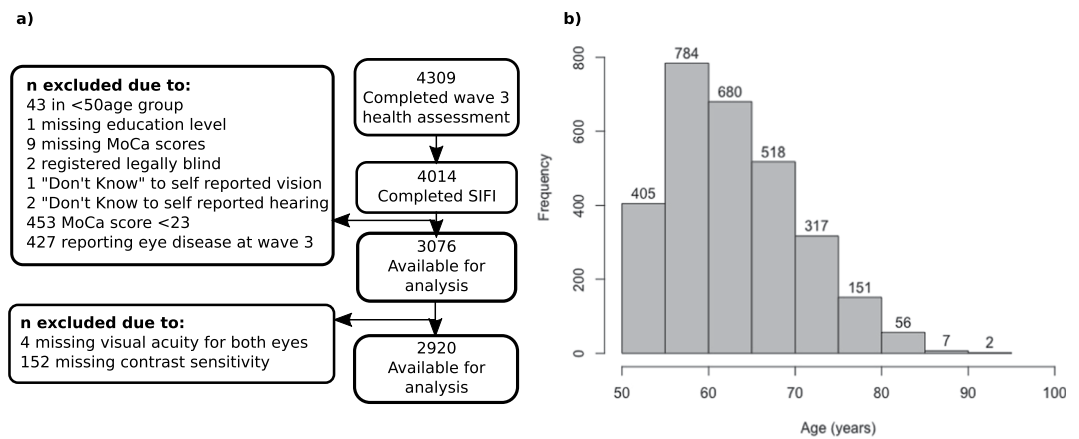 a)
n excluded due to:
43 in <50age group
1 missing education level
9 missing MoCa scores
2 registered legally blind
1 "Don't Know" to self reported vision
2 "Don't Know to self reported hearing
453 MoCa score <23
427 reporting eye disease at wave 3
4309
Completed wave 3
health assessment
4014
Completed SIFI
3076
Available for
analysis
n excluded due to:
4 missing visual acuity for both eyes
152 missing contrast sensitivity
2920
Available for
analysis
b)
Frequency
800
600
400
200
0
405
784
680
518
317
151
56
7
2
50
60
70
80
90
100
Age (years)